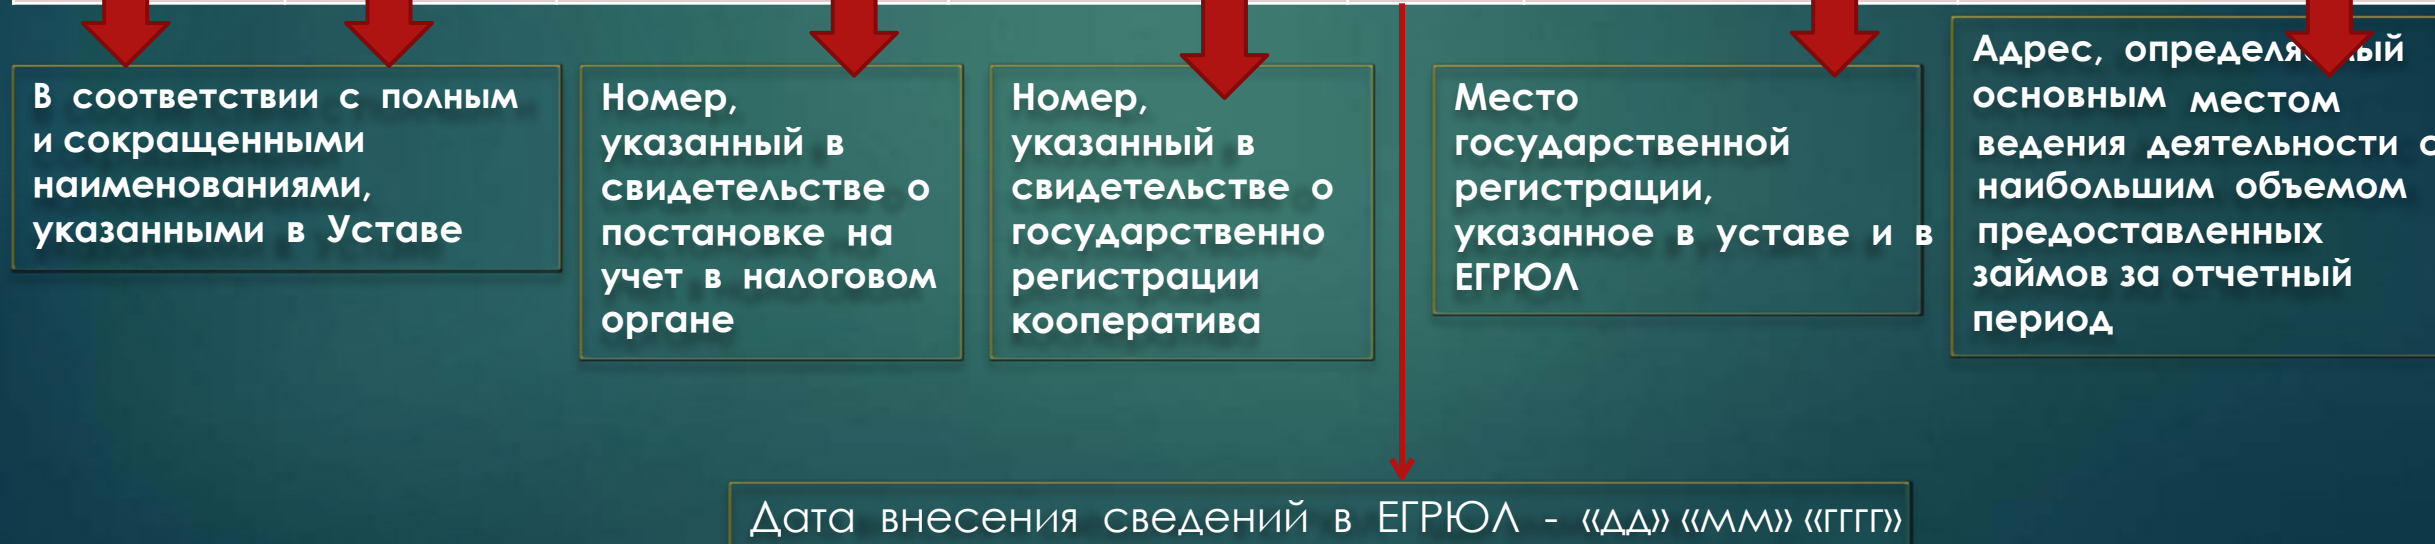 В соответствии с полным
и сокращенными
наименованиями,
указанными в Уставе
Номер,
указанный в
свидетельстве о
постановке на
учет в налоговом
органе
Номер,
указанный в
свидетельстве о
государственно
регистрации
кооператива
Место
государственной
регистрации,
указанное в уставе и в
ЕГРЮЛ
Адрес,
основным местом
ведения деятельности с
наибольшим объемом
предоставленных
займов за отчетный
период
Дата внесения сведений в ЕГРЮЛ - «ДД» «ММ» «ГГГГ»